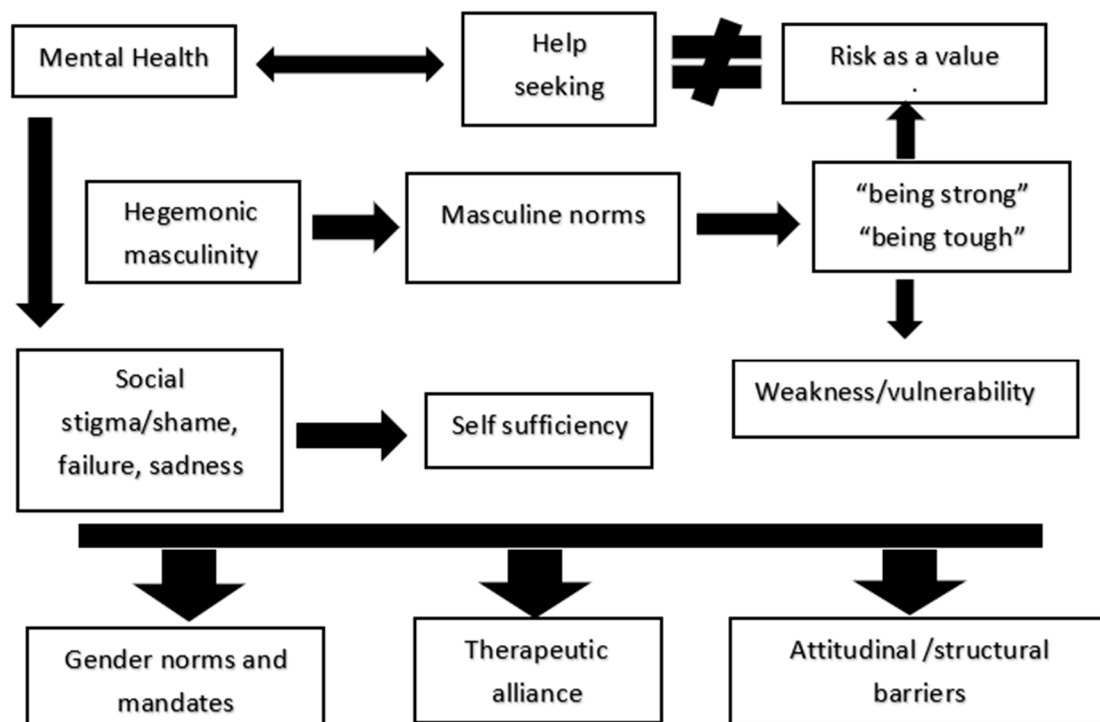 Mental Health
Help
seeking
Risk as a value
.
Hegemonic
masculinity
Masculine norms
“being strong”
“being tough”
Social
stigma/shame,
failure, sadness
Self sufficiency
Weakness/vulnerability
Gender norms and
mandates
Therapeutic
alliance
Attitudinal /structural
barriers